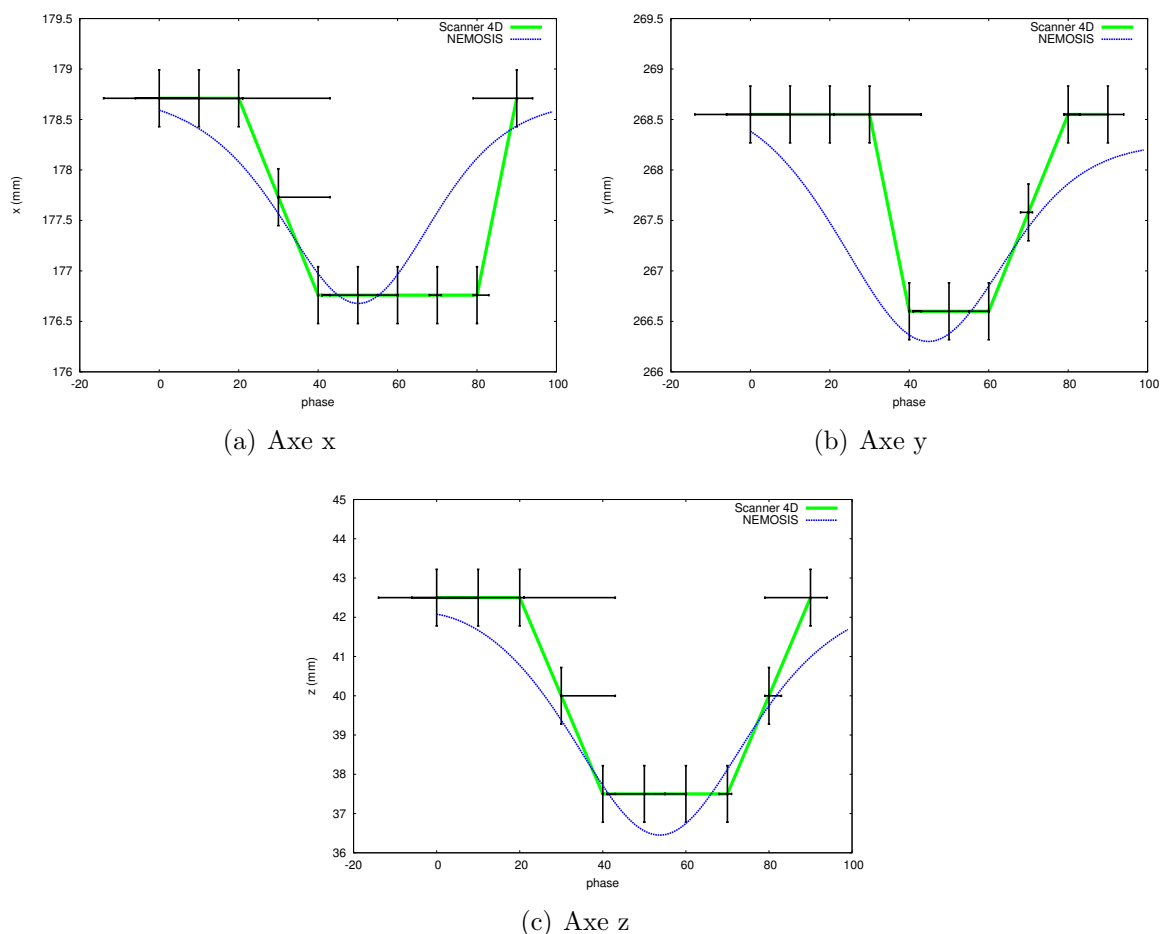 179.5
179
178.5
178
177.5
177
176.5
176
-20 0 20 40 60 80 100
x (mm)
phase
Scanner 4D
NEMOSIS
(a) Axe x
269.5
269
268.5
268
267.5
267
266.5
266
-20 0 20 40 60 80 100
y (mm)
phase
Scanner 4D
NEMOSIS
(b) Axe y
45
44
43
42
41
40
39
38
37
36
-20 0 20 40 60 80 100
z (mm)
phase
Scanner 4D
NEMOSIS
(c) Axe z